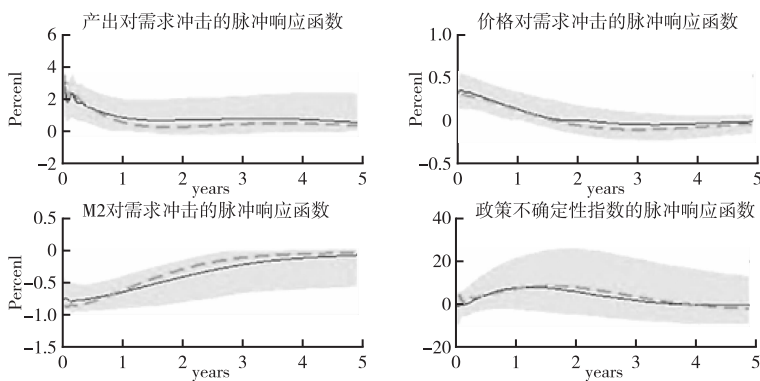 产出对需求冲击的脉冲响应函数
6
4
2
0
−2
Percenl
0 1 2 3 4 5
years
价格对需求冲击的脉冲响应函数
1.0
0.5
0
−0.5
Percenl
0 1 2 3 4 5
years
M2对需求冲击的脉冲响应函数
0.5
0
−0.5
−1.0
−1.5
Percenl
0 1 2 3 4 5
years
政策不确定性指数的脉冲响应函数
40
20
0
−20
Percenl
0 1 2 3 4 5
years